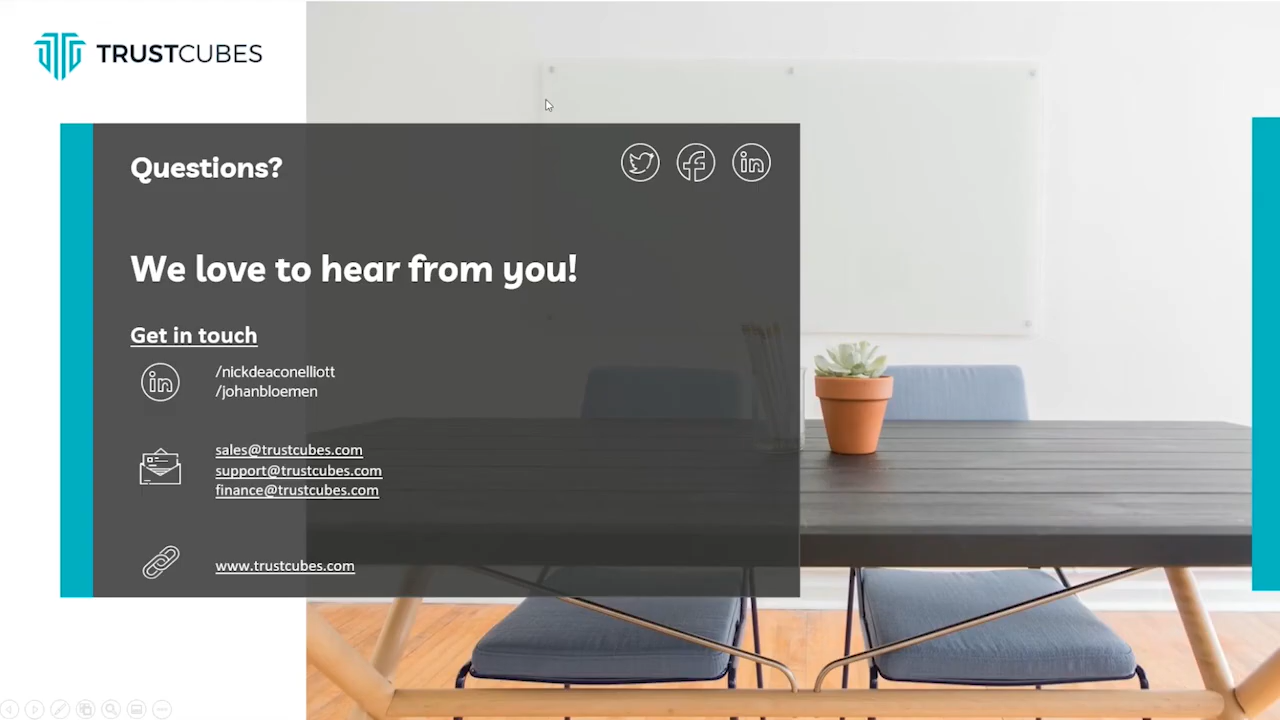 TRUSTCUBES
Questions?
We love to hear from you!
Get in touch
/nickdeaconelliott
/johanbloemen
sales@trustcubes.com
support@trustcubes.com
finance@trustcubes.com
www.trustcubes.com